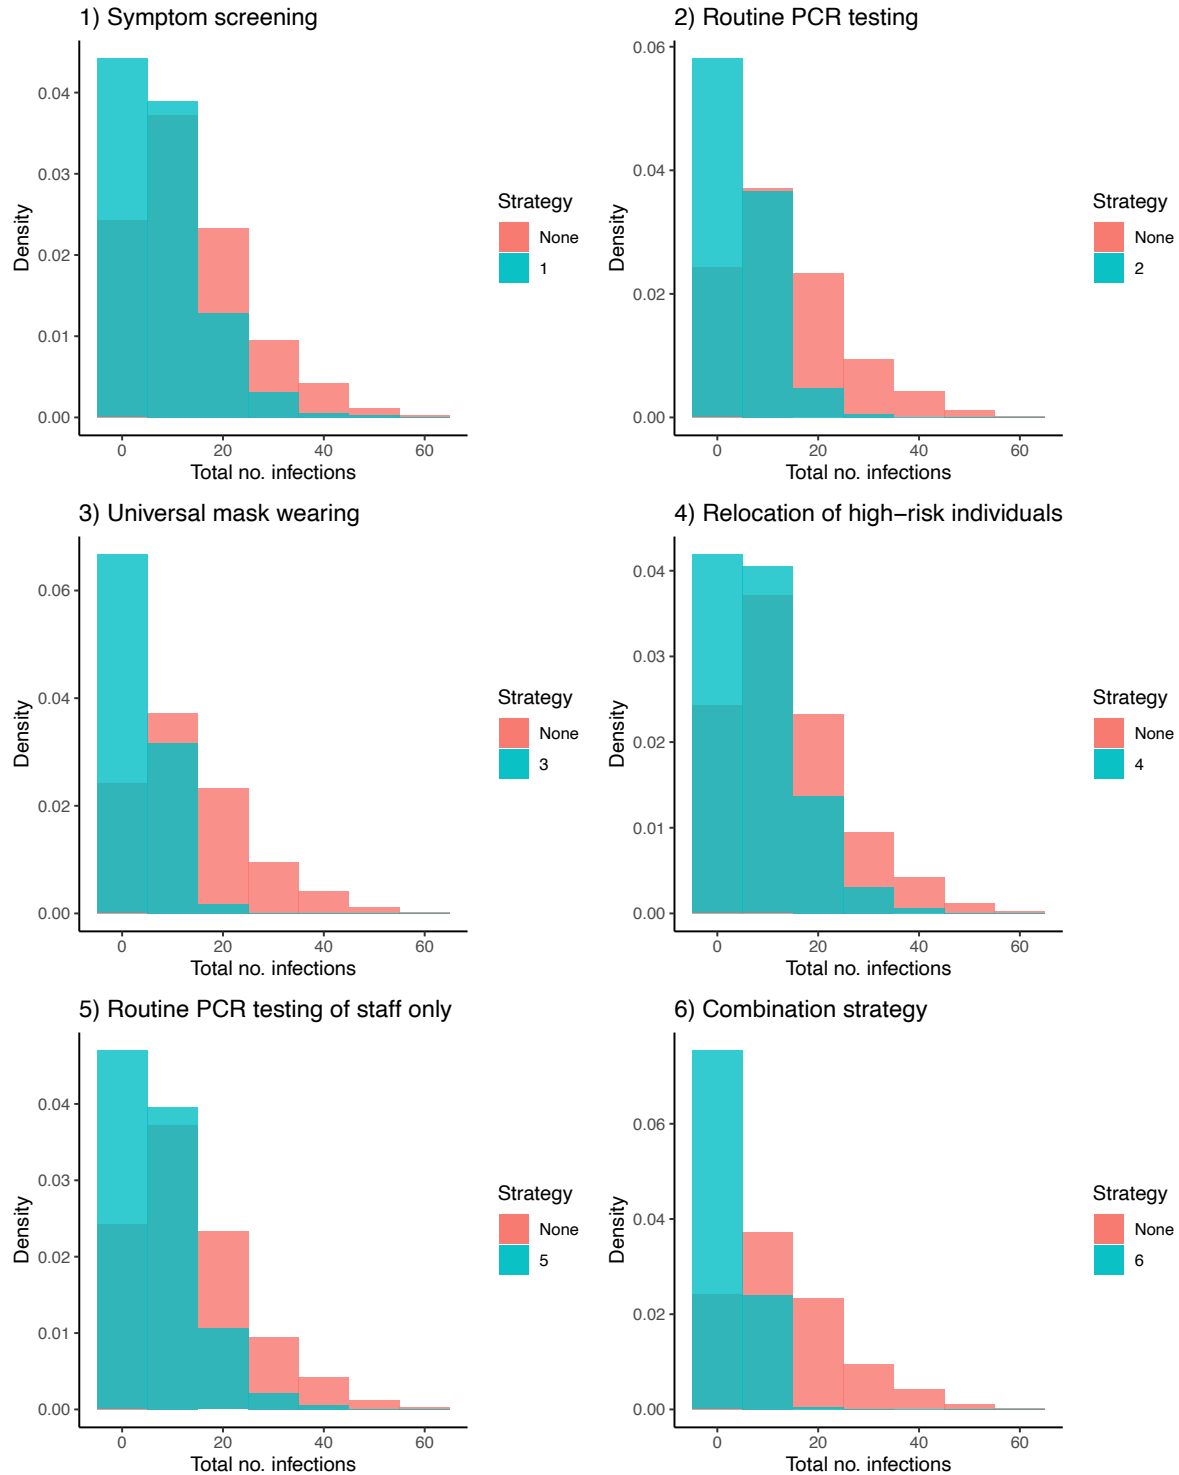 1) Symptom screening
Density
0.04
0.03
0.02
0.01
0.00
0 20 40 60
Total no. infections
Strategy
None
1
2) Routine PCR testing
Density
0.06
0.04
0.02
0.00
0 20 40 60
Total no. infections
Strategy
None
2
3) Universal mask wearing
Density
0.06
0.04
0.02
0.00
0 20 40 60
Total no. infections
Strategy
None
3
4) Relocation of high−risk individuals
Density
0.04
0.03
0.02
0.01
0.00
0 20 40 60
Total no. infections
Strategy
None
4
5) Routine PCR testing of staff only
Density
0.04
0.03
0.02
0.01
0.00
0 20 40 60
Total no. infections
Strategy
None
5
6) Combination strategy
Density
0.06
0.04
0.02
0.00
0 20 40 60
Total no. infections
Strategy
None
6